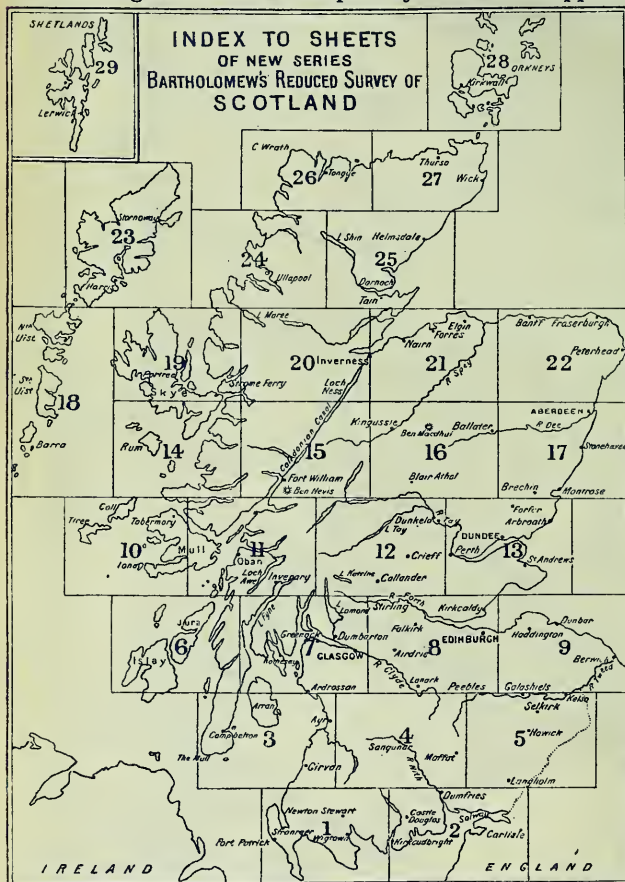 INDEX TO SHEETS
OF NEW SERIES
BARTHOLOMEW'S REDUCED SURVEY OF
SCOTLAND
SHETLANDS
29
Lerwick
28
ORKNEYS
Kirkwall
C Wrath
26
Tongue
Thurso
27
Wick
Stornoway
23
Harris
24
Ullapool
L Shin
Helmsdale
25
Dornoch
Tain
Nth
Uist
Sth
Uist
18
Barra
19
Portree
Skye
Strome Ferry
L Maree
20
Inverness
Loch
Ness
Nairn
Elgin
Forres
21
R Spey
Banff
Fraserburgh
Peterhead
22
Rum
14
Caledonian Canal
15
Fort William
Ben Nevis
Kingussie
Ben Macdhui
Ballater
16
Blair Athol
ABERDEEN
R Dee
17
Stonehaven
Brechin
Montrose
Coll
Tiree
Tobermory
10
Iona
Mull
11
Oban
Loch
Awe
Inverary
Dunkeld
R Tay
L Tay
12
Crieff
L Katrine
Callander
Forfar
Arbroath
DUNDEE
Perth
13
St Andrews
Jura
6
Islay
L Fyne
L Lomond
Greenock
7
Dumbarton
Rothesay
GLASGOW
Ardrossan
R Forth
Stirling
Kirkcaldy
Falkirk
8
EDINBURGH
Airdrie
R Clyde
Lanark
Peebles
Dunbar
Haddington
9
Berwick
R Tweed
Galashiels
Kelso
Arran
Campbelton
3
The Mull
Ayr
Girvan
4
Sanquhar
R Nith
Moffat
Selkirk
5
Hawick
Langholm
Newton Stewart
1
Port Patrick
Stranraer
Wigtown
Dumfries
Castle
Douglas
Solway
2
Kirkcudbright
Carlisle
IRELAND
ENGLAND